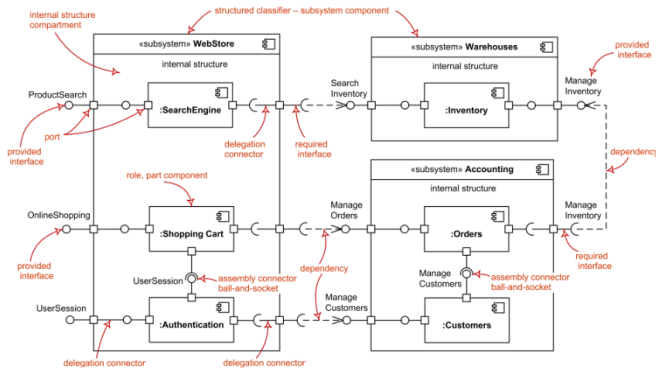 internal structure
compartment
structured classifier – subsystem component
«subsystem» WebStore
internal structure
«subsystem» Warehouses
internal structure
provided
interface
ProductSearch
:SearchEngine
Search
Inventory
:Inventory
Manage
Inventory
port
provided
interface
delegation
connector
required
interface
dependency
role, part component
«subsystem» Accounting
internal structure
OnlineShopping
:Shopping Cart
Manage
Orders
:Orders
Manage
Inventory
provided
interface
dependency
required
interface
UserSession
assembly connector
ball-and-socket
Manage
Customers
assembly connector
ball-and-socket
UserSession
:Authentication
Manage
Customers
:Customers
delegation connector
delegation connector